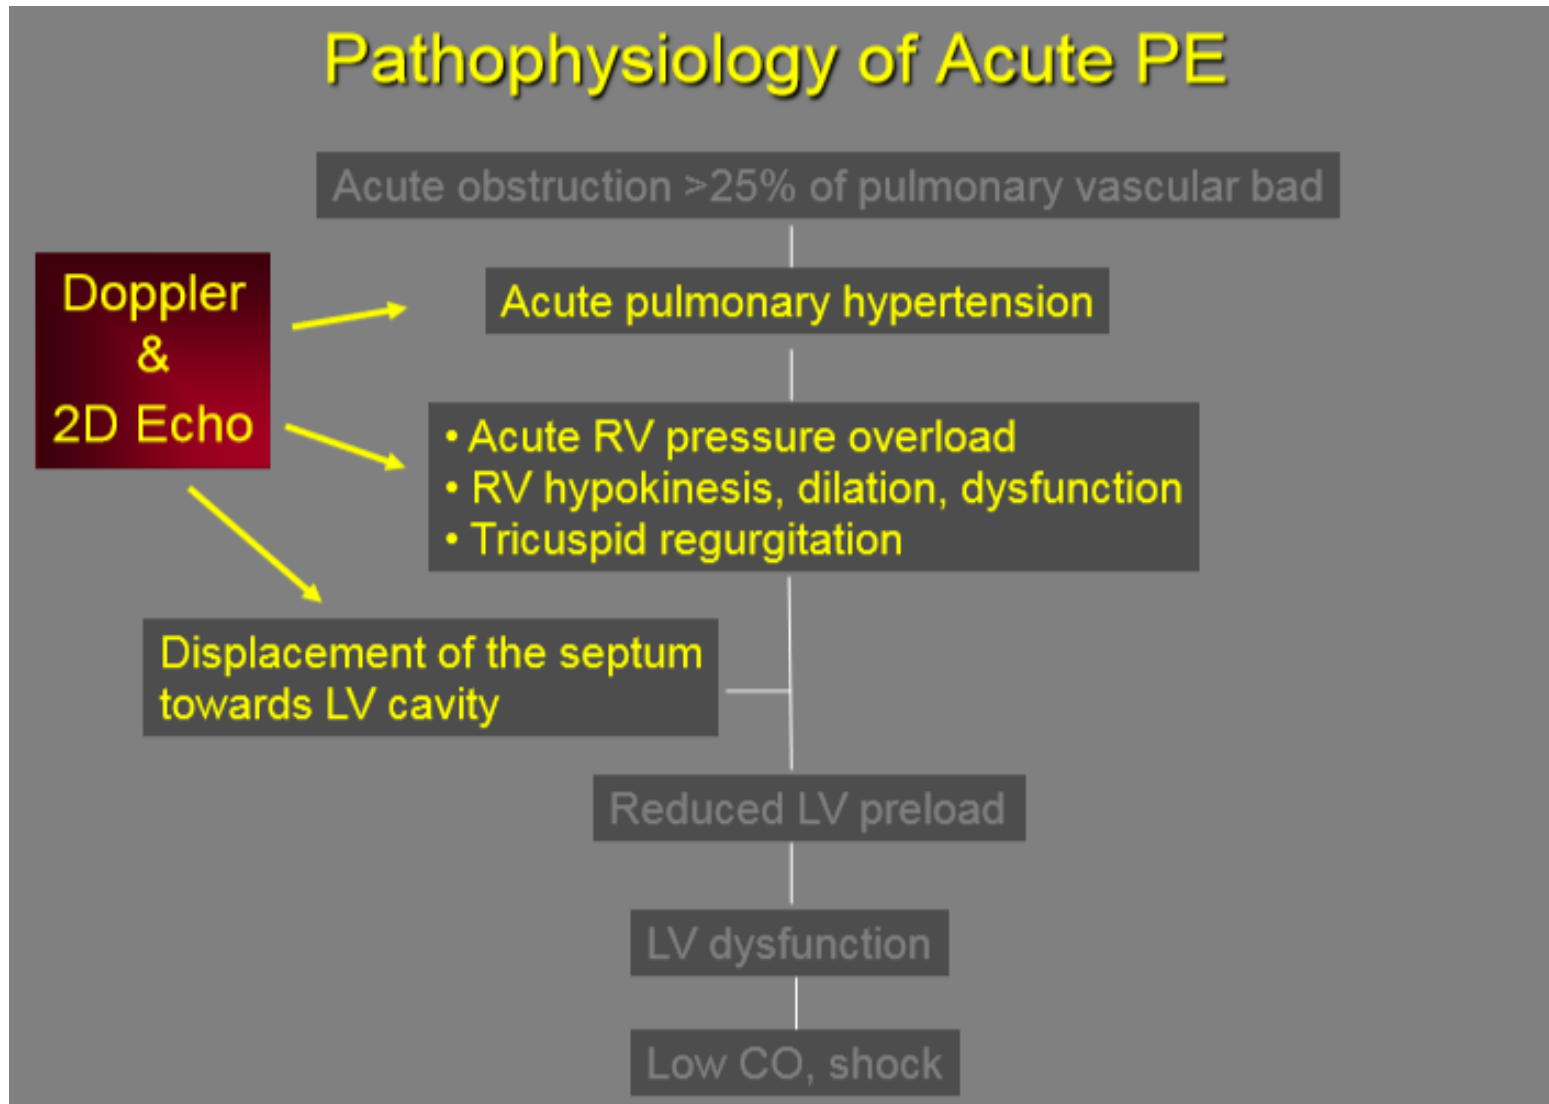 Pathophysiology of Acute PE
Acute obstruction >25% of pulmonary vascular bad
Doppler
&
2D Echo
Acute pulmonary hypertension
• Acute RV pressure overload
• RV hypokinesis, dilation, dysfunction
• Tricuspid regurgitation
Displacement of the septum
towards LV cavity
Reduced LV preload
LV dysfunction
Low CO, shock